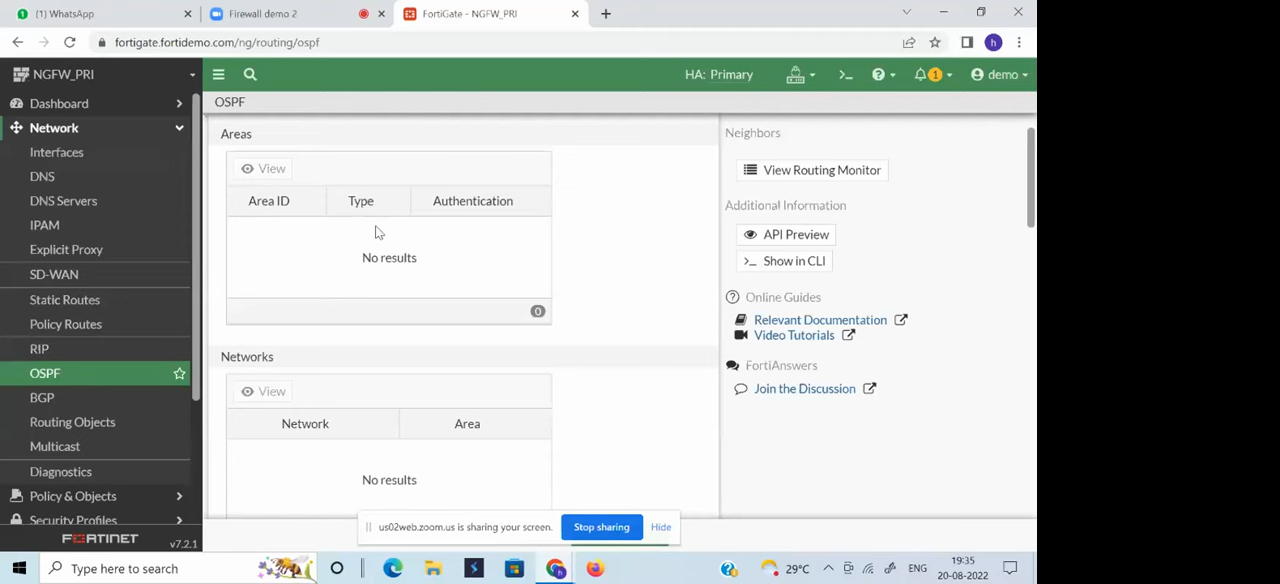 (1) WhatsApp
Firewall demo 2
FortiGate - NGFW_PRI
fortigate.fortidemo.com/ng/routing/ospf
h
NGFW_PRI
HA: Primary
1
demo
Dashboard
Network
Interfaces
DNS
DNS Servers
IPAM
Explicit Proxy
SD-WAN
Static Routes
Policy Routes
RIP
OSPF
BGP
Routing Objects
Multicast
Diagnostics
Policy & Objects
Security Profiles
FORTINET
v7.2.1
OSPF
Areas
View
Area ID Type Authentication
No results
0
Networks
View
Network Area
No results
Neighbors
View Routing Monitor
Additional Information
API Preview
>_ Show in CLI
Online Guides
Relevant Documentation
Video Tutorials
FortiAnswers
Join the Discussion
us02web.zoom.us is sharing your screen.
Stop sharing
Hide
Type here to search
29°C
ENG
19:35
20-08-2022